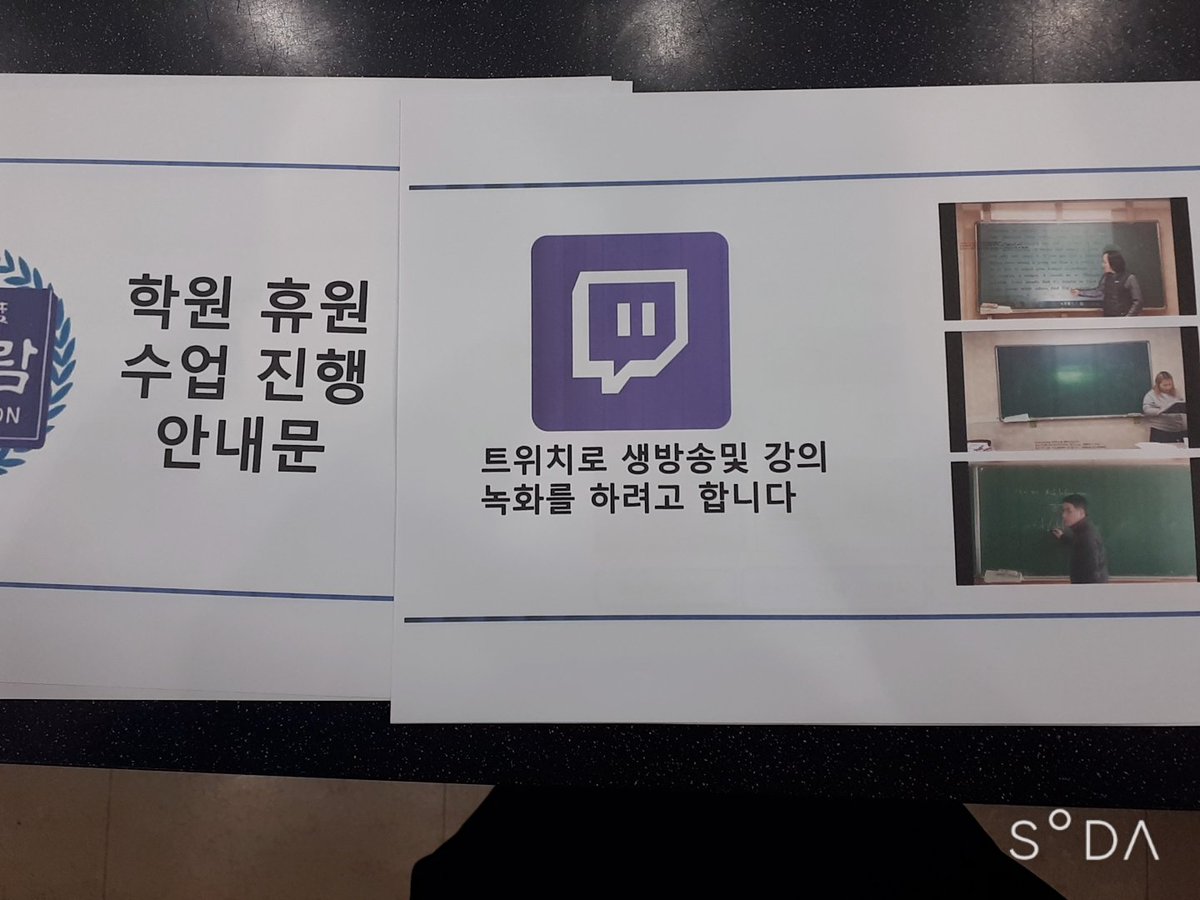 람
ON
학원 휴원
수업 진행
안내문
트위치로 생방송및 강의
녹화를 하려고 합니다
SODA